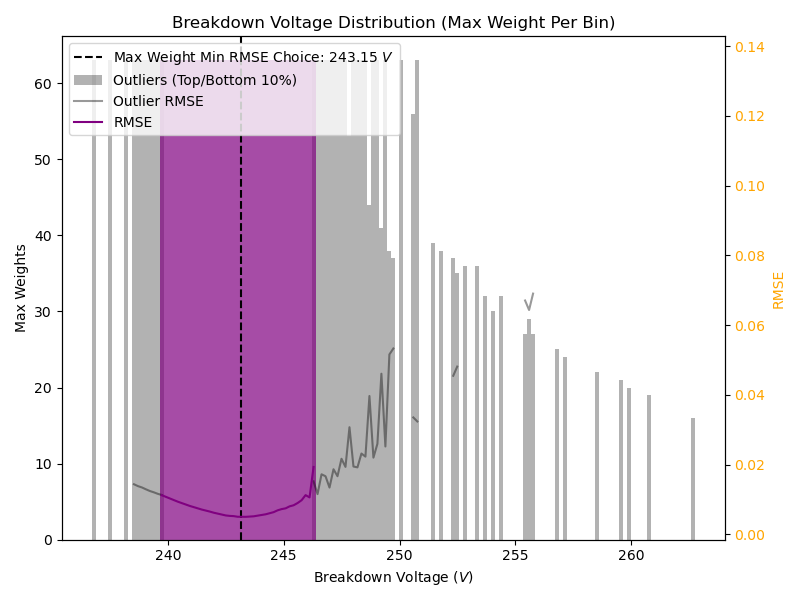 Breakdown Voltage Distribution (Max Weight Per Bin)
Max Weight Min RMSE Choice: 243.15 V
Outliers (Top/Bottom 10%)
Outlier RMSE
RMSE
60
50
40
30
20
10
0
Max Weights
0.14
0.12
0.10
0.08
0.06
0.04
0.02
0.00
RMSE
240 245 250 255 260
Breakdown Voltage (V)